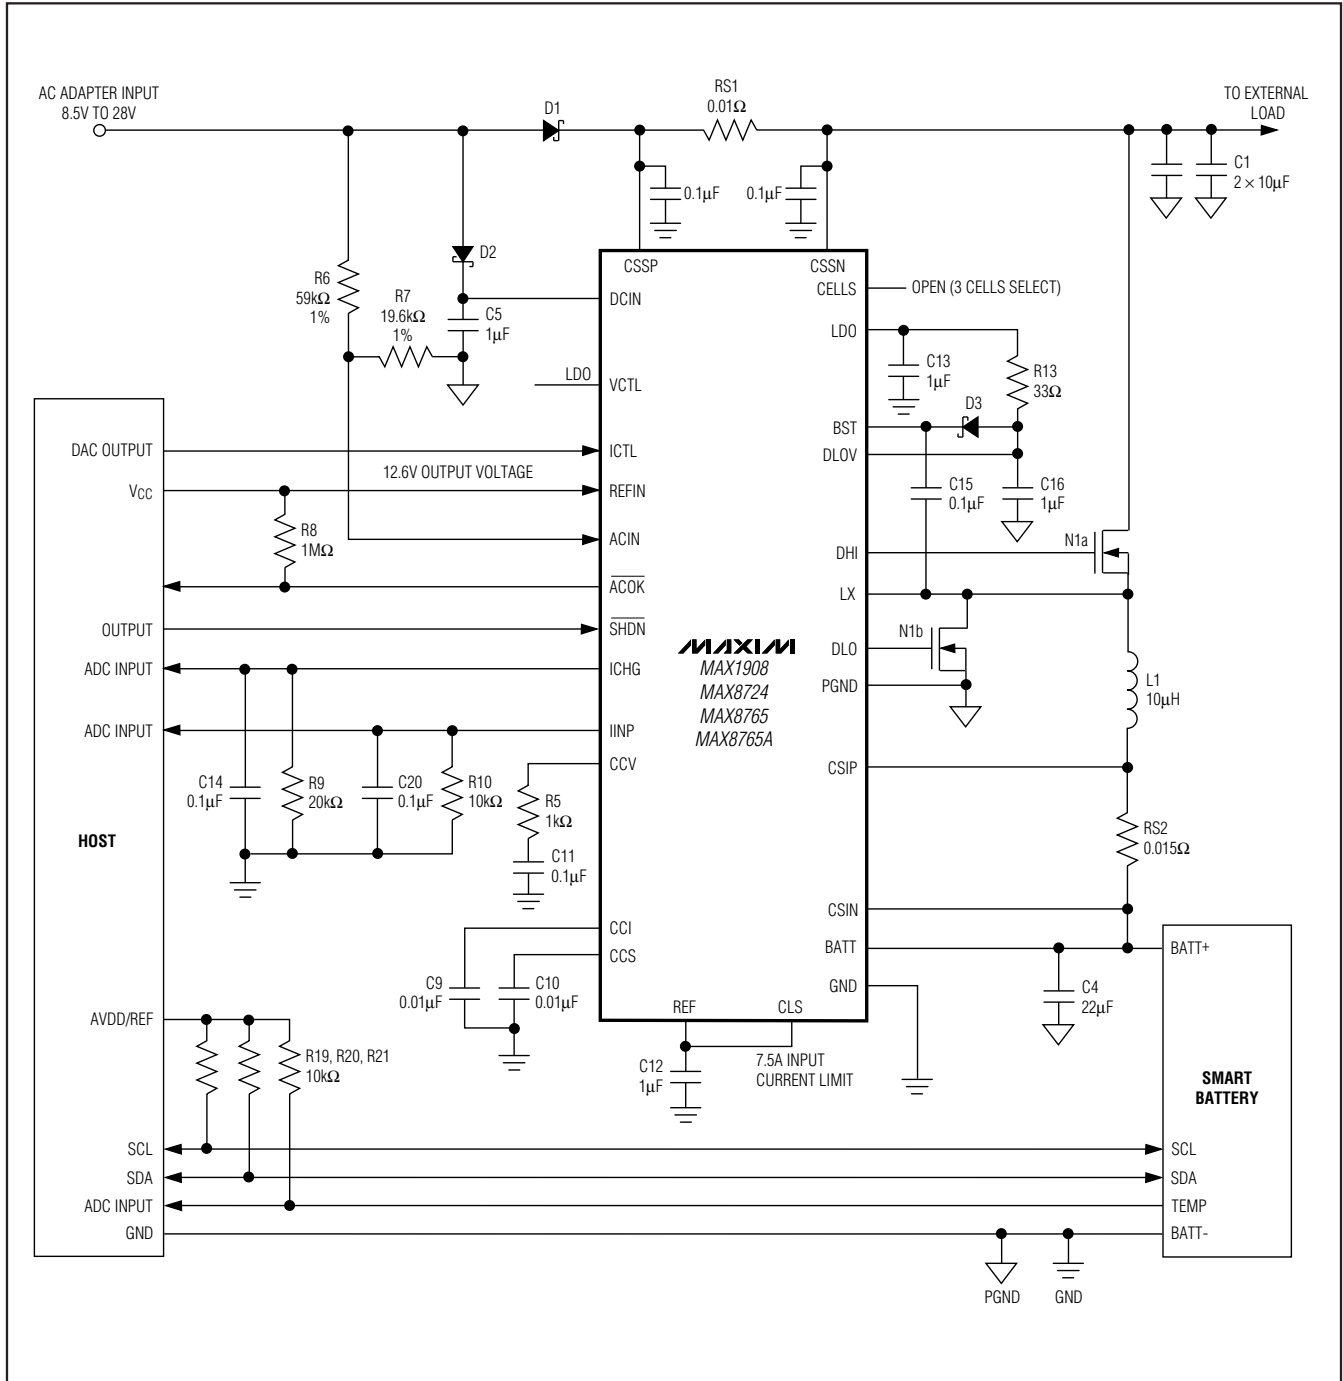 AC ADAPTER INPUT
8.5V TO 28V
D1
RS1
0.01Ω
TO EXTERNAL
LOAD
C1
2 × 10µF
0.1µF
0.1µF
D2
R6
59kΩ
1%
R7
19.6kΩ
1%
C5
1µF
CSSP
CSSN
CELLS
OPEN (3 CELLS SELECT)
DCIN
LDO
C13
1µF
R13
33Ω
LDO
VCTL
D3
BST
DLOV
DAC OUTPUT
ICTL
12.6V OUTPUT VOLTAGE
VCC
REFIN
C15
0.1µF
C16
1µF
R8
1MΩ
ACIN
DHI
N1a
ACOK
LX
OUTPUT
SHDN
N1b
DLO
ADC INPUT
ICHG
MAXIM
MAX1908
MAX8724
MAX8765
MAX8765A
PGND
L1
10µH
ADC INPUT
IINP
CCV
CSIP
C14
0.1µF
R9
20kΩ
C20
0.1µF
R10
10kΩ
R5
1kΩ
HOST
RS2
0.015Ω
C11
0.1µF
CSIN
CCI
BATT
BATT+
CCS
C9
0.01µF
C10
0.01µF
GND
C4
22µF
REF
CLS
AVDD/REF
R19, R20, R21
10kΩ
C12
1µF
7.5A INPUT
CURRENT LIMIT
SMART
BATTERY
SCL
SCL
SDA
SDA
ADC INPUT
TEMP
GND
BATT-
PGND
GND